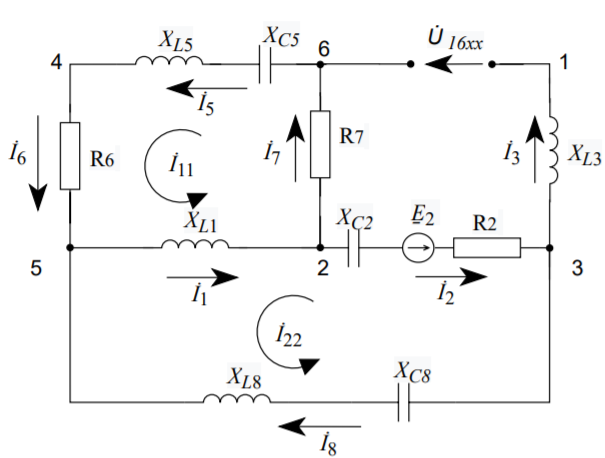 X_L5 X_C5 6 U̇_16xx 1
4
İ_5
İ_6 R6 İ_11 İ_7 R7 İ_3 X_L3
X_L1 X_C2 E_2 R2
5 2 3
İ_1 İ_2
İ_22
X_L8 X_C8
İ_8